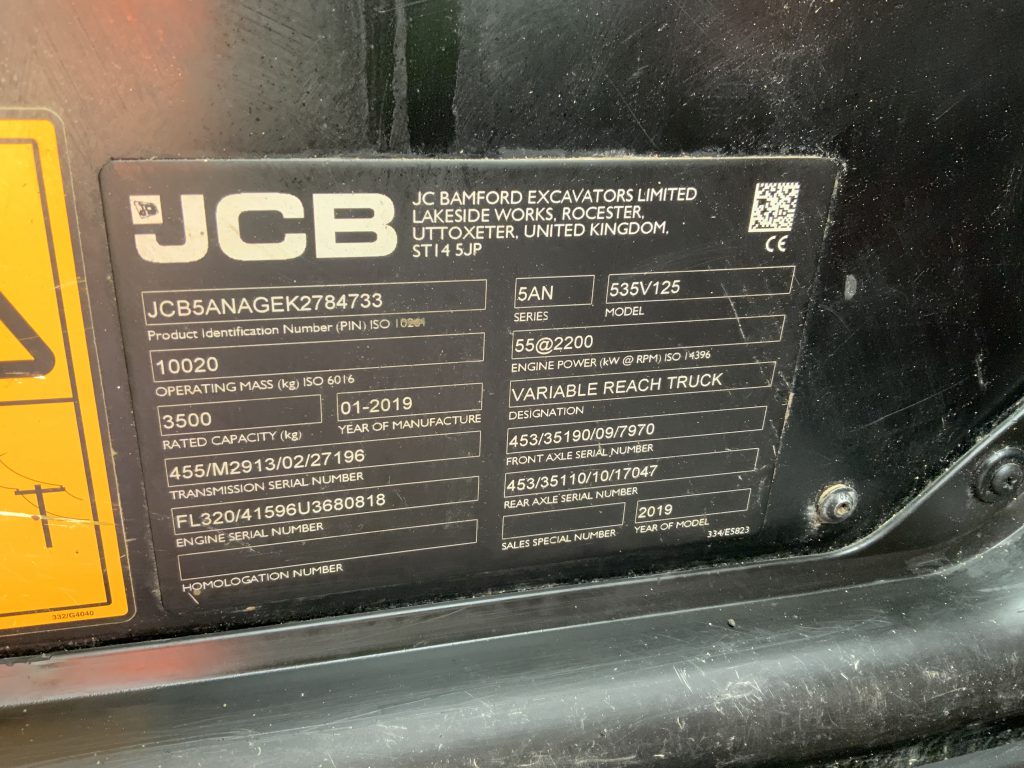 JCB
JC BAMFORD EXCAVATORS LIMITED
LAKESIDE WORKS, ROCESTER,
UTTOXETER, UNITED KINGDOM,
ST14 5JP
CE
JCB5ANAGEK2784733
Product Identification Number (PIN) ISO 10261
10020
OPERATING MASS (kg) ISO 6016
3500
RATED CAPACITY (kg)
01-2019
YEAR OF MANUFACTURE
455/M2913/02/27196
TRANSMISSION SERIAL NUMBER
FL320/41596U3680818
ENGINE SERIAL NUMBER
HOMOLOGATION NUMBER
5AN
SERIES
535V125
MODEL
55@2200
ENGINE POWER (kW @ RPM) ISO 14396
VARIABLE REACH TRUCK
DESIGNATION
453/35190/09/7970
FRONT AXLE SERIAL NUMBER
453/35110/10/17047
REAR AXLE SERIAL NUMBER
SALES SPECIAL NUMBER
2019
YEAR OF MODEL
334/E5823
332/G4040